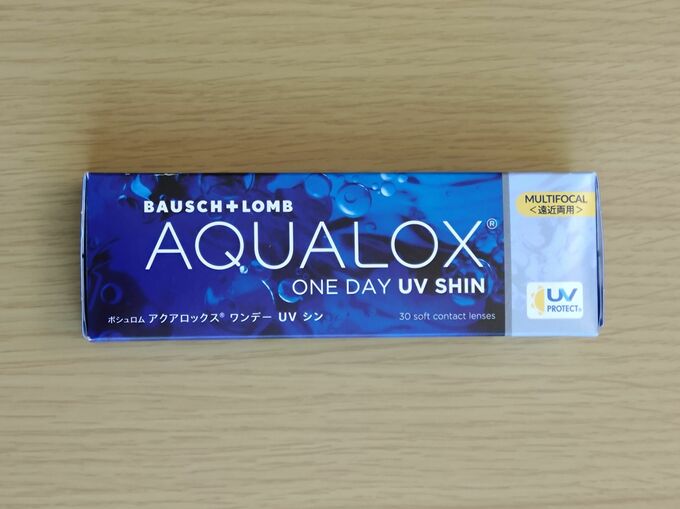 BAUSCH+LOMB
AQUALOX®
ONE DAY UV SHIN
ボシュロム アクアロックス® ワンデー UV シン
30 soft contact lenses
MULTIFOCAL
<遠近両用>
UV
PROTECT®